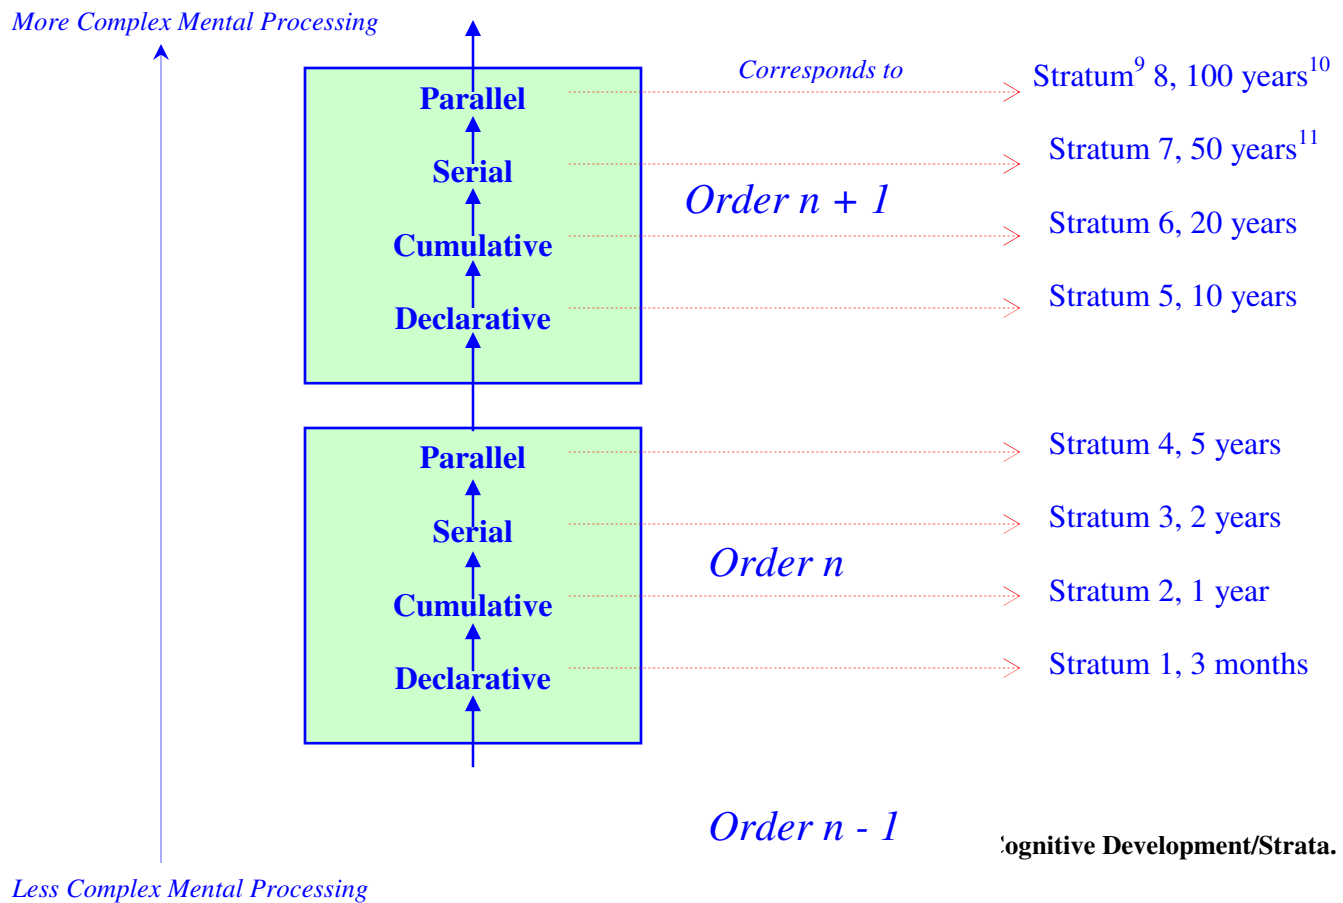 More Complex Mental Processing
Corresponds to
Stratum⁹ 8, 100 years¹⁰
Parallel
Stratum 7, 50 years¹¹
Serial
Order n + 1
Stratum 6, 20 years
Cumulative
Stratum 5, 10 years
Declarative
Stratum 4, 5 years
Parallel
Stratum 3, 2 years
Serial
Order n
Stratum 2, 1 year
Cumulative
Stratum 1, 3 months
Declarative
Order n - 1
ognitive Development/Strata.
Less Complex Mental Processing